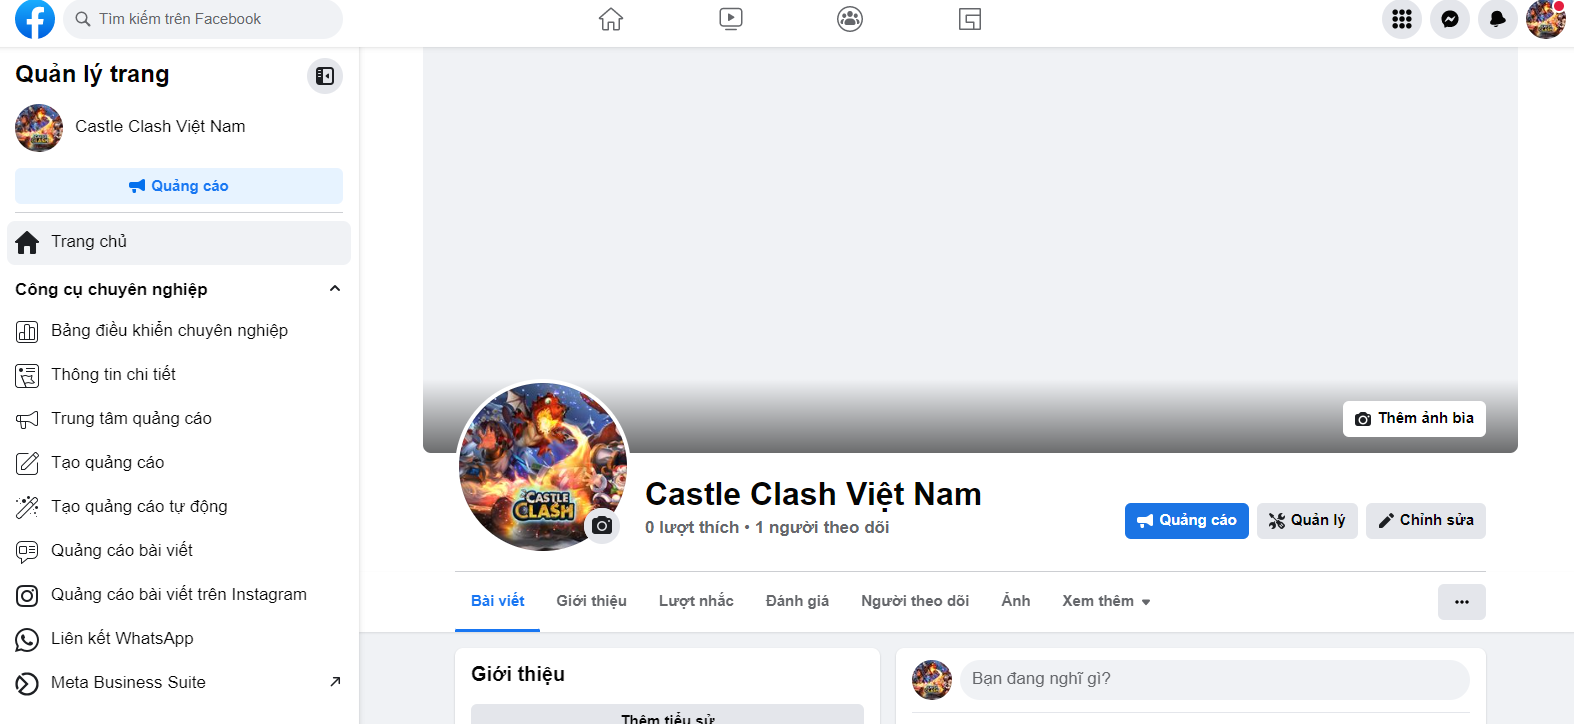 Tìm kiếm trên Facebook
Quản lý trang
Castle Clash Việt Nam
Quảng cáo
Trang chủ
Công cụ chuyên nghiệp
Bảng điều khiển chuyên nghiệp
Thông tin chi tiết
Trung tâm quảng cáo
Tạo quảng cáo
Tạo quảng cáo tự động
Quảng cáo bài viết
Quảng cáo bài viết trên Instagram
Liên kết WhatsApp
Meta Business Suite
Thêm ảnh bìa
CASTLE
CLASH
Castle Clash Việt Nam
0 lượt thích • 1 người theo dõi
Quảng cáo
Quản lý
Chỉnh sửa
Bài viết
Giới thiệu
Lượt nhắc
Đánh giá
Người theo dõi
Ảnh
Xem thêm
Giới thiệu
Thêm tiểu sử
Bạn đang nghĩ gì?